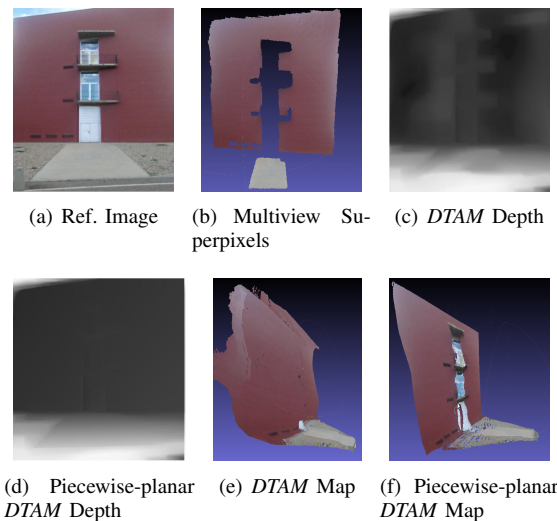 (a) Ref. Image
(b) Multiview Su-
perpixels
(c) DTAM Depth
(d) Piecewise-planar
DTAM Depth
(e) DTAM Map
(f) Piecewise-planar
DTAM Map